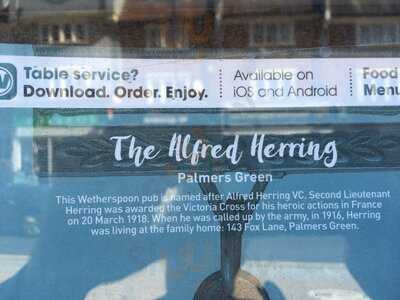 Table service?
Download. Order. Enjoy.
Available on
iOS and Android
Food
Menu
The Alfred Herring
Palmers Green
This Wetherspoon pub is named after Alfred Herring VC, Second Lieutenant
Herring was awarded the Victoria Cross for his heroic actions in France
on 20 March 1918. When he was called up by the army, in 1916, Herring
was living at the family home: 143 Fox Lane, Palmers Green.